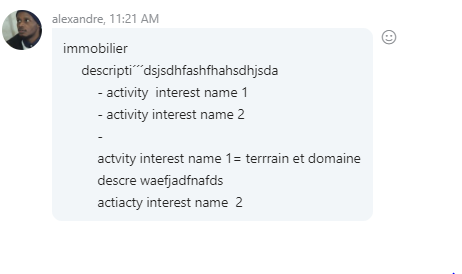 alexandre, 11:21 AM
immobilier
descripti´´´dsjsdhfashfhahsdhjsda
- activity  interest name 1
- activity interest name 2
-
actvity interest name 1= terrrain et domaine
descre waefjadfnafds
actiacty interest name  2
.